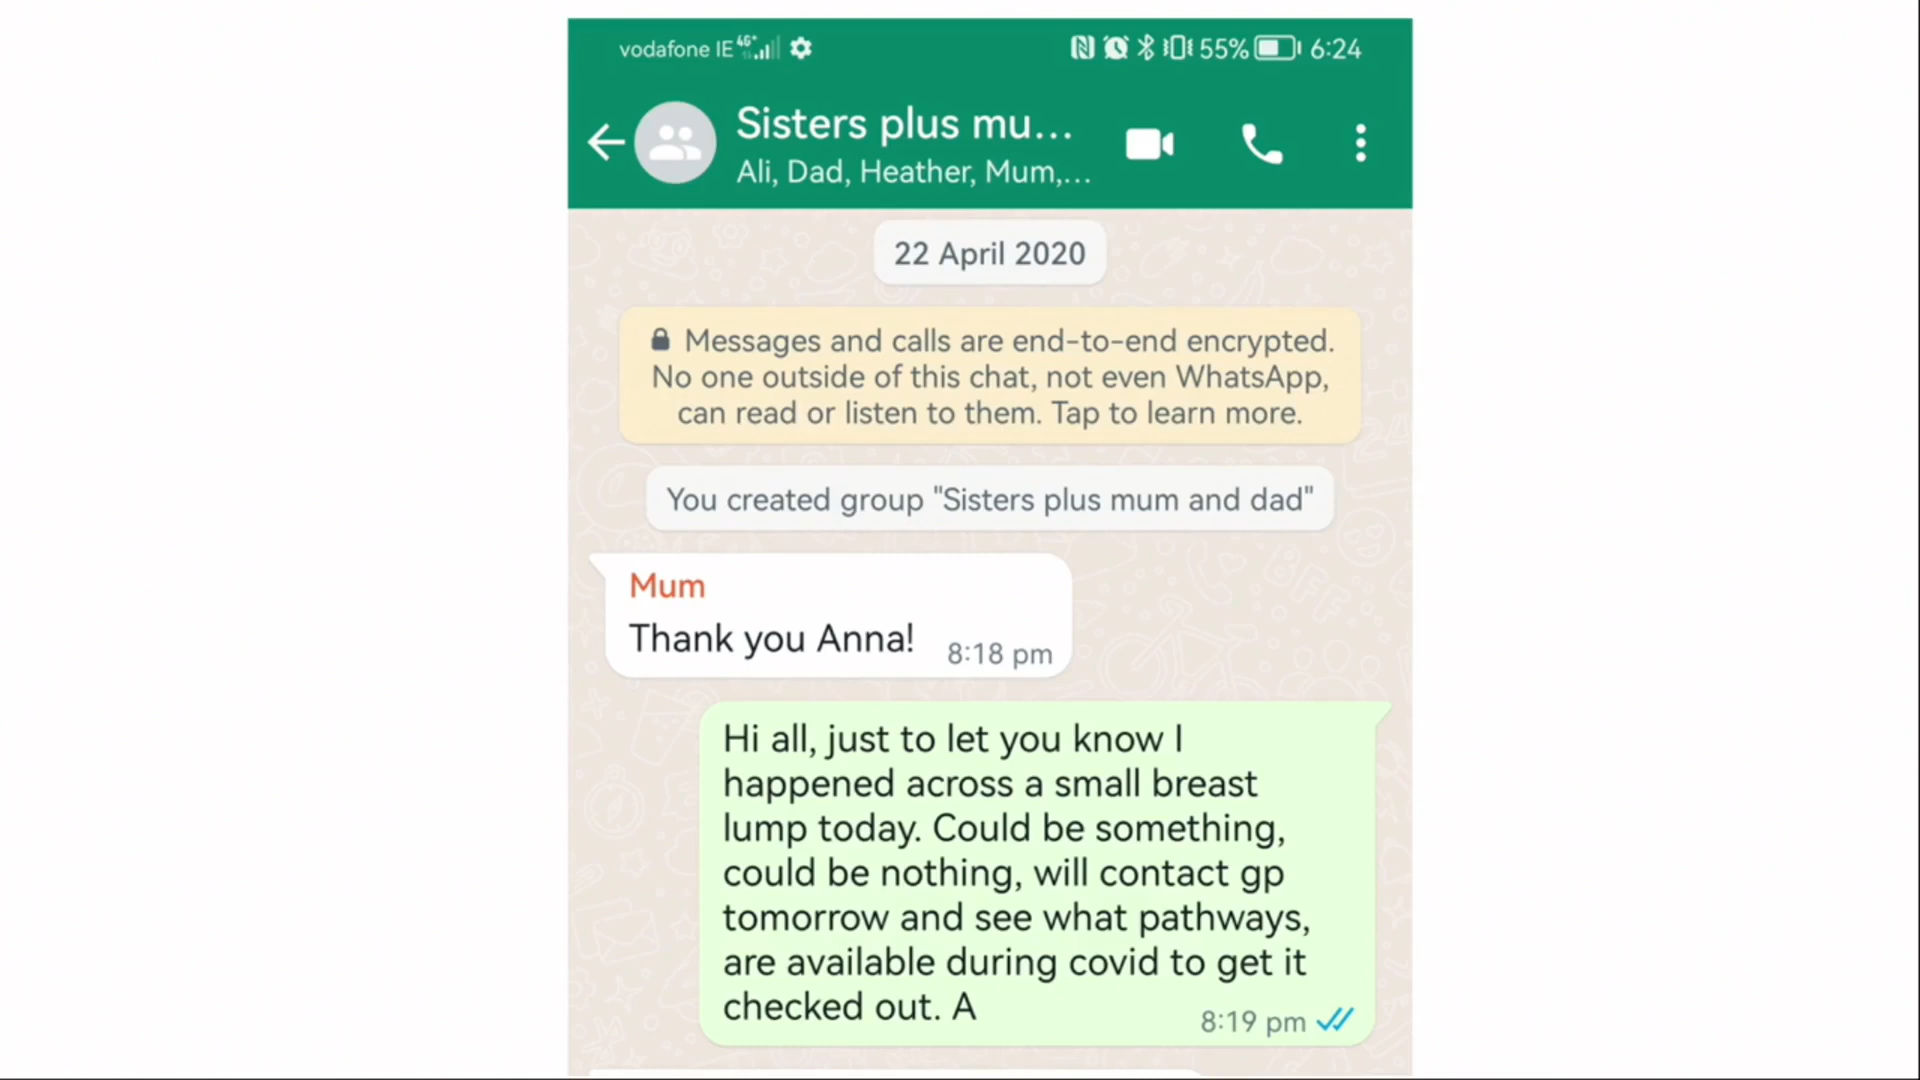 vodafone IE 4G+ 55% 6:24
Sisters plus mu...
Ali, Dad, Heather, Mum,...
22 April 2020
Messages and calls are end-to-end encrypted.
No one outside of this chat, not even WhatsApp,
can read or listen to them. Tap to learn more.
You created group "Sisters plus mum and dad"
Mum
Thank you Anna! 8:18 pm
Hi all, just to let you know I
happened across a small breast
lump today. Could be something,
could be nothing, will contact gp
tomorrow and see what pathways,
are available during covid to get it
checked out. A
8:19 pm